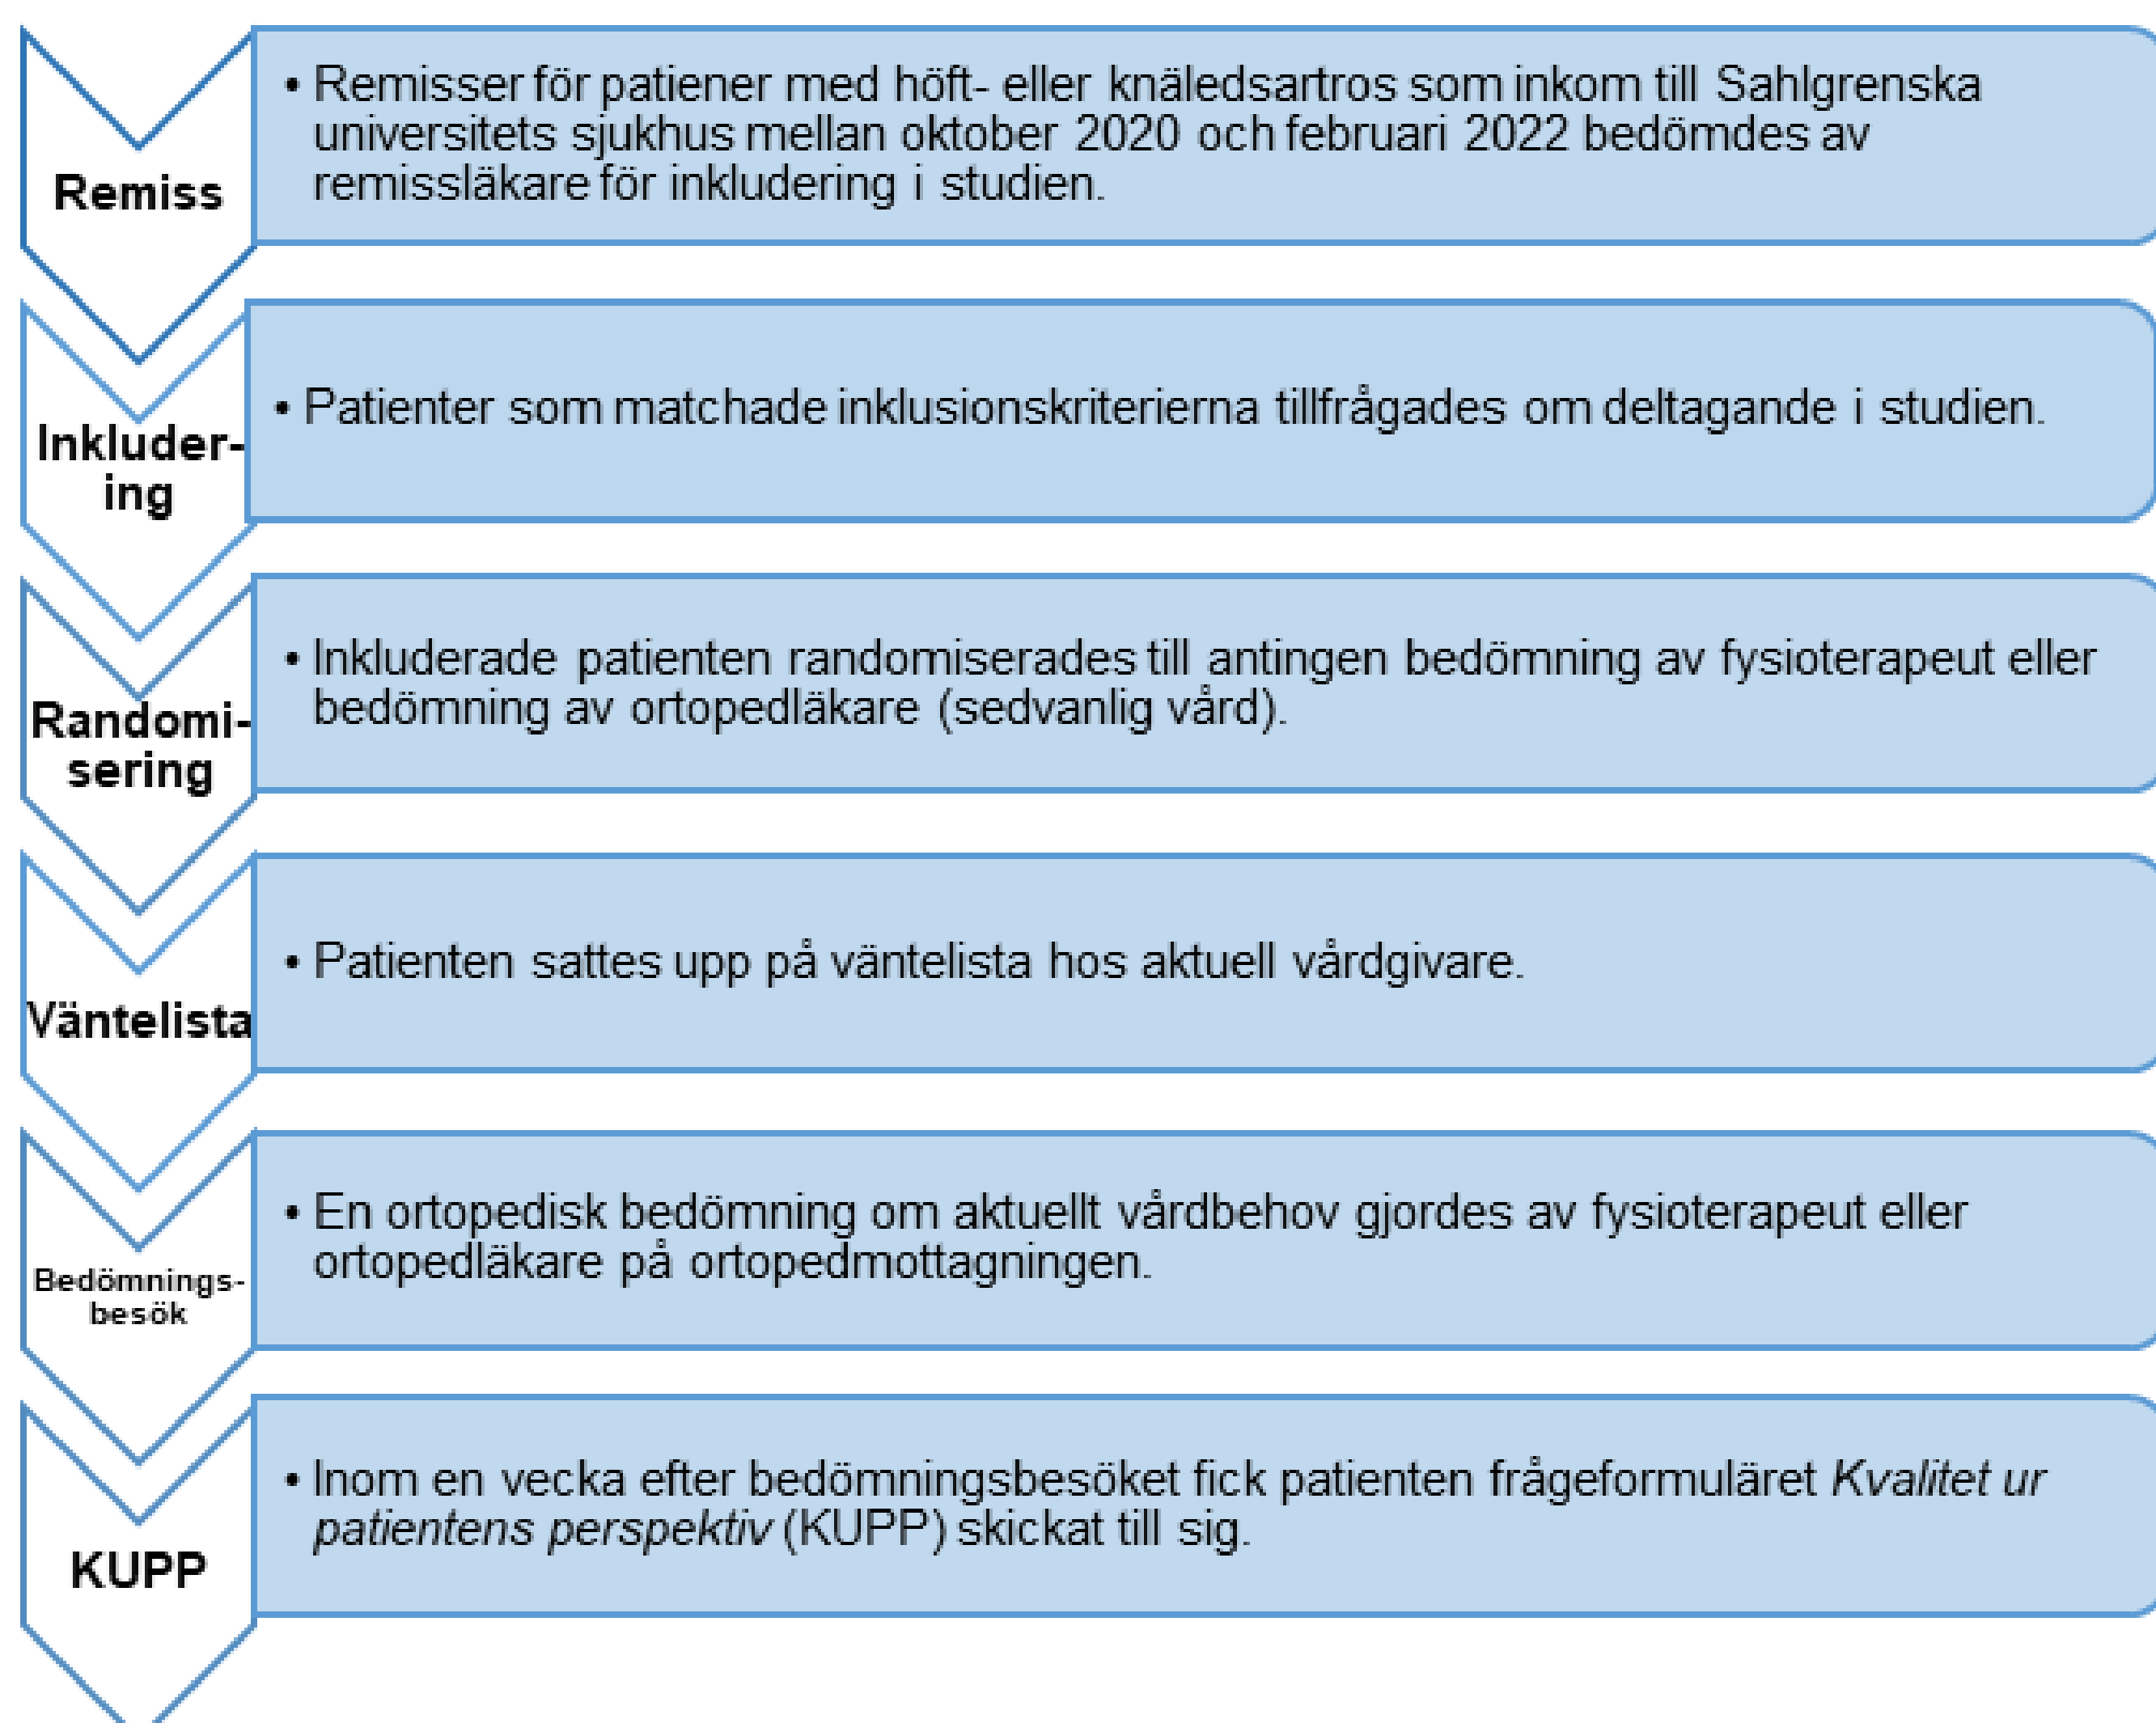 Remiss
• Remisser för patiener med höft- eller knäledsartros som inkom till Sahlgrenska
universitets sjukhus mellan oktober 2020 och februari 2022 bedömdes av
remissläkare för inkludering i studien.
Inkluder-
ing
• Patienter som matchade inklusionskriterierna tillfrågades om deltagande i studien.
Randomi-
sering
• Inkluderade patienten randomiserades till antingen bedömning av fysioterapeut eller
bedömning av ortopedläkare (sedvanlig vård).
Väntelista
• Patienten sattes upp på väntelista hos aktuell vårdgivare.
Bedömnings-
besök
• En ortopedisk bedömning om aktuellt vårdbehov gjordes av fysioterapeut eller
ortopedläkare på ortopedmottagningen.
KUPP
• Inom en vecka efter bedömningsbesöket fick patienten frågeformuläret Kvalitet ur
patientens perspektiv (KUPP) skickat till sig.